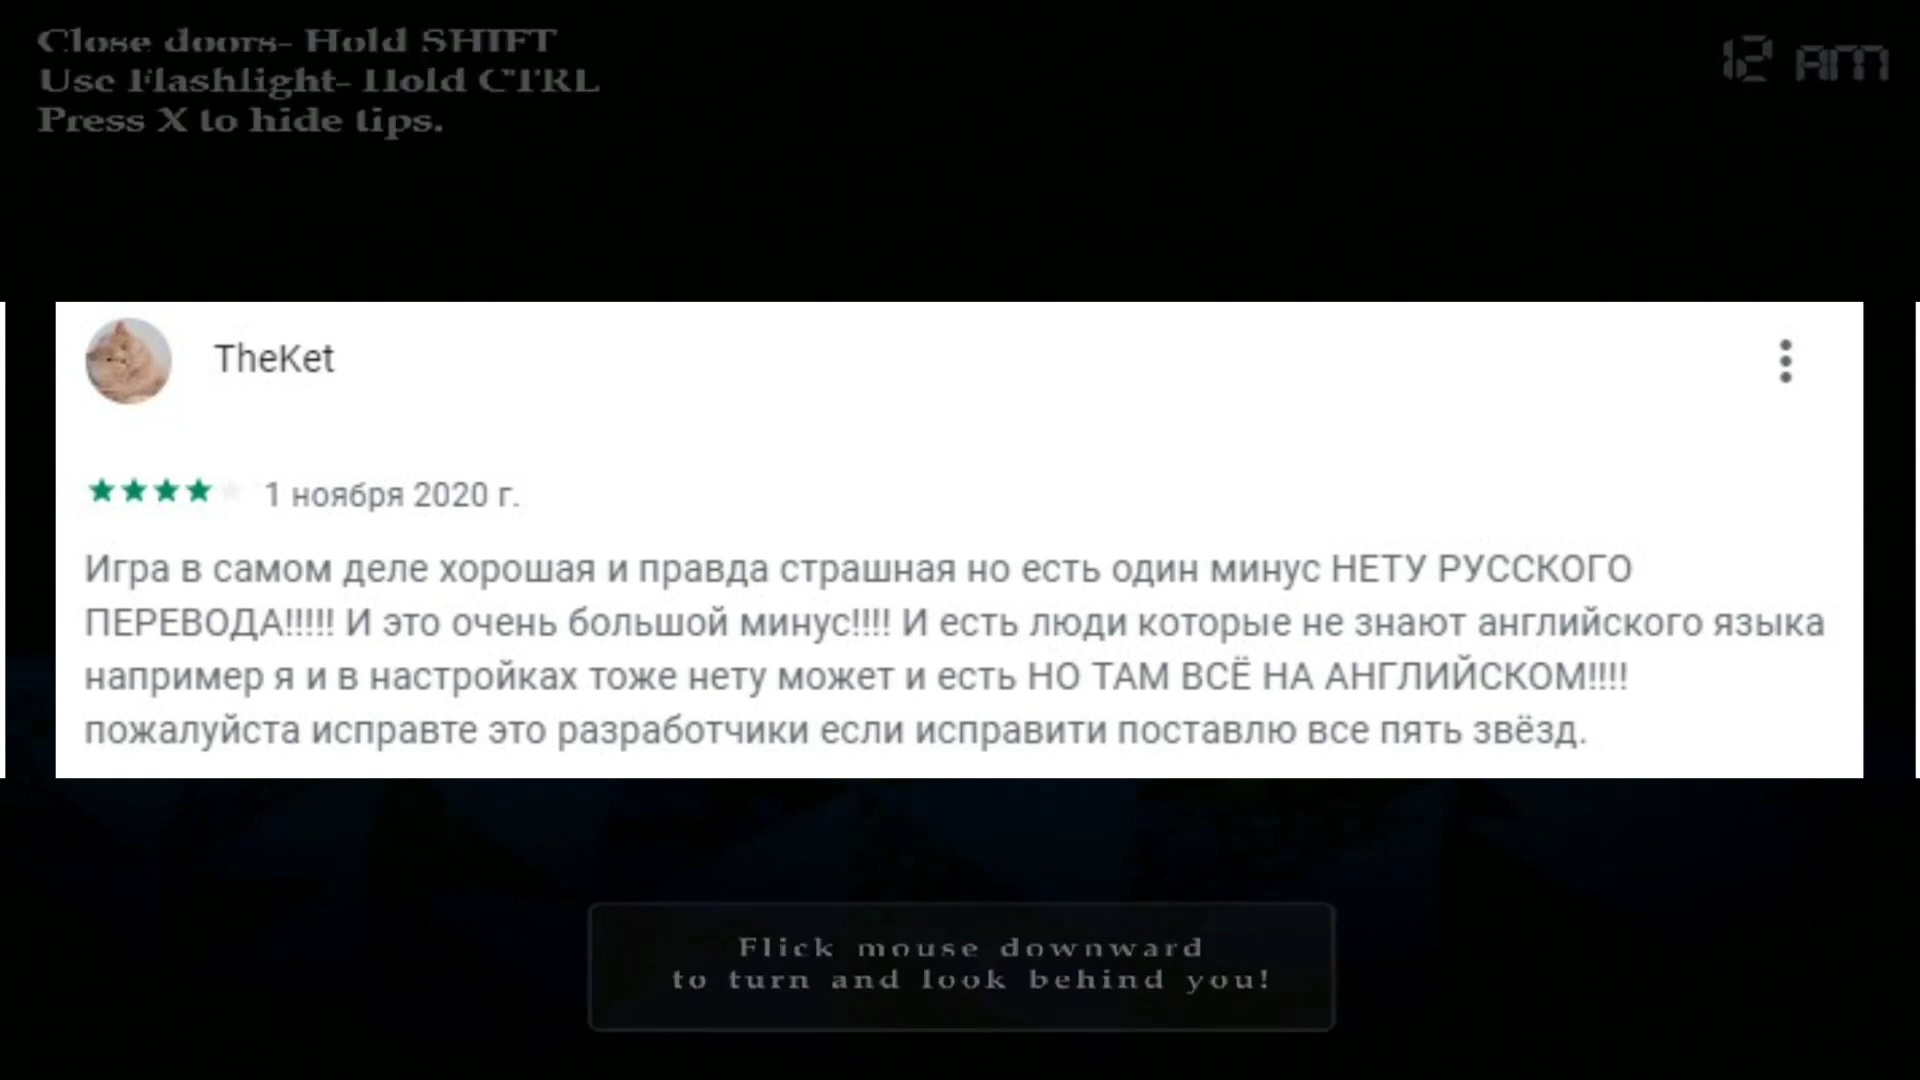 Close doors- Hold SHIFT
12 AM
Use Flashlight- Hold CTRL
Press X to hide tips.
TheKet
1 ноября 2020 г.
Игра в самом деле хорошая и правда страшная но есть один минус НЕТУ РУССКОГО
ПЕРЕВОДА!!!!! И это очень большой минус!!!! И есть люди которые не знают английского языка
например я и в настройках тоже нету может и есть НО ТАМ ВСЁ НА АНГЛИЙСКОМ!!!!
пожалуйста исправте это разработчики если исправити поставлю все пять звёзд.
Flick mouse downward
to turn and look behind you!